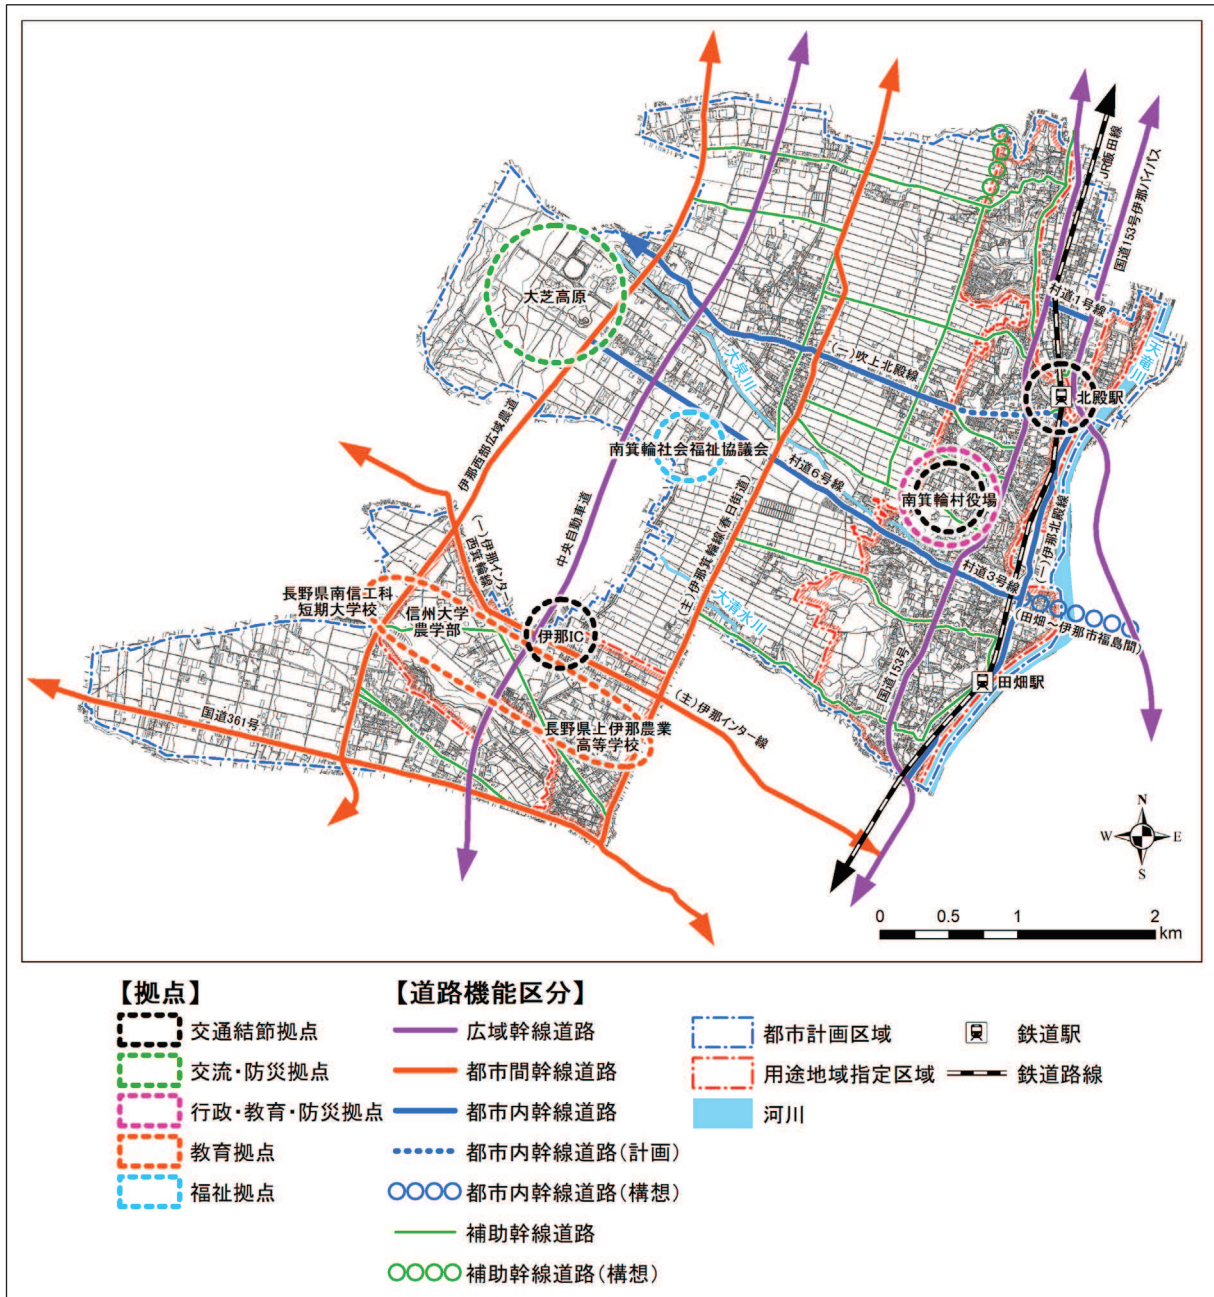 JR飯田線
国道153号伊那バイパス
大芝高原
村道1号線
天竜川
(一)吹上北殿線
大泉川
北殿駅
伊那西部広域農道
南箕輪社会福祉協議会
村道6号線
南箕輪村役場
中央自動車道
(主)伊那箕輪線(春日街道)
(一)伊那インター
西箕輪線
(一)伊那北殿線
村道3号線
長野県南信工科
短期大学校
信州大学
農学部
伊那IC
大清水川
(田畑～伊那市福島間)
国道153号
田畑駅
国道361号
(主)伊那インター線
長野県上伊那農業
高等学校
N
W
E
S
0
0.5
1
2
km
【拠点】
交通結節拠点
交流・防災拠点
行政・教育・防災拠点
教育拠点
福祉拠点
【道路機能区分】
広域幹線道路
都市間幹線道路
都市内幹線道路
都市内幹線道路(計画)
都市内幹線道路(構想)
補助幹線道路
補助幹線道路(構想)
都市計画区域
用途地域指定区域
河川
鉄道駅
鉄道路線